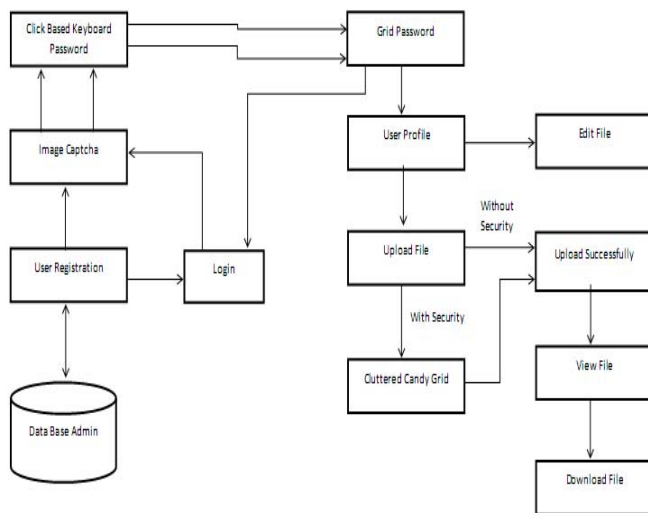 Click Based Keyboard
Password
Grid Password
Image Captcha
User Profile
Edit File
Without
Security
User Registration
Login
Upload File
Upload Successfully
With Security
Cluttered Candy Grid
View File
Data Base Admin
Download File